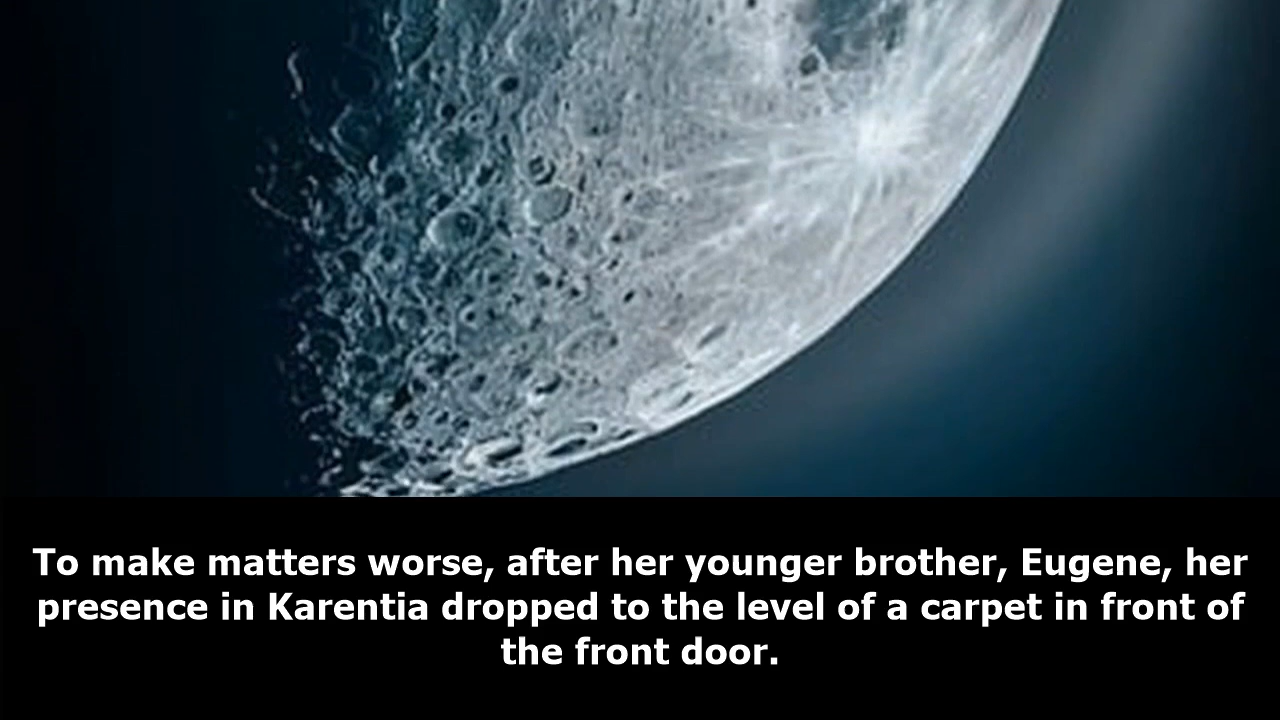 To make matters worse, after her younger brother, Eugene, her
presence in Karentia dropped to the level of a carpet in front of
the front door.